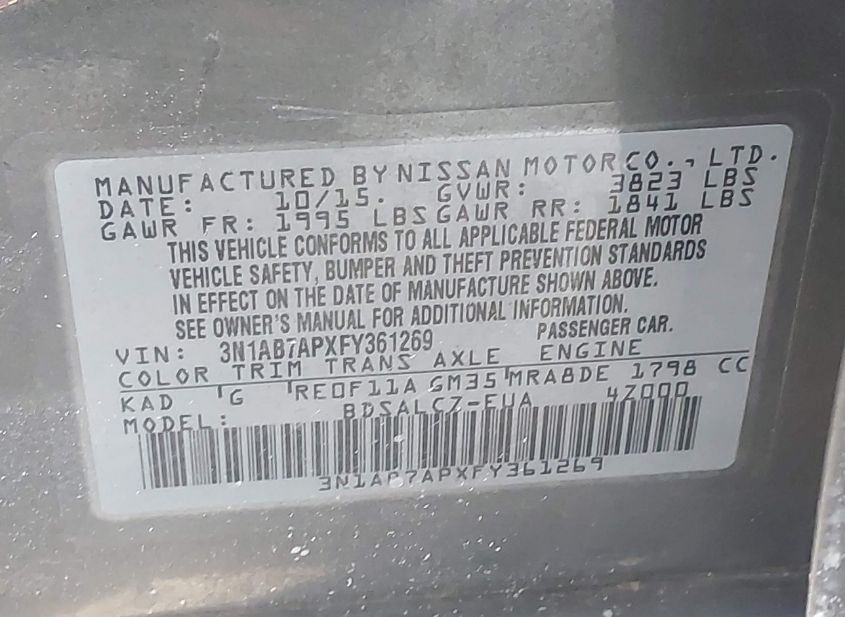 MANUFACTURED BY NISSAN MOTOR CO., LTD.
DATE: 10/15. GVWR: 3823 LBS
GAWR FR: 1995 LBS GAWR RR: 1841 LBS
THIS VEHICLE CONFORMS TO ALL APPLICABLE FEDERAL MOTOR
VEHICLE SAFETY, BUMPER AND THEFT PREVENTION STANDARDS
IN EFFECT ON THE DATE OF MANUFACTURE SHOWN ABOVE.
SEE OWNER'S MANUAL FOR ADDITIONAL INFORMATION.
VIN: 3N1AB7APXFY361269 PASSENGER CAR.
COLOR TRIM TRANS AXLE ENGINE
KAD G RE0F11A GM35 MRA8DE 1798 CC
MODEL: BDSALCZ-EUA 4Z000
3N1AP7APXFY361269